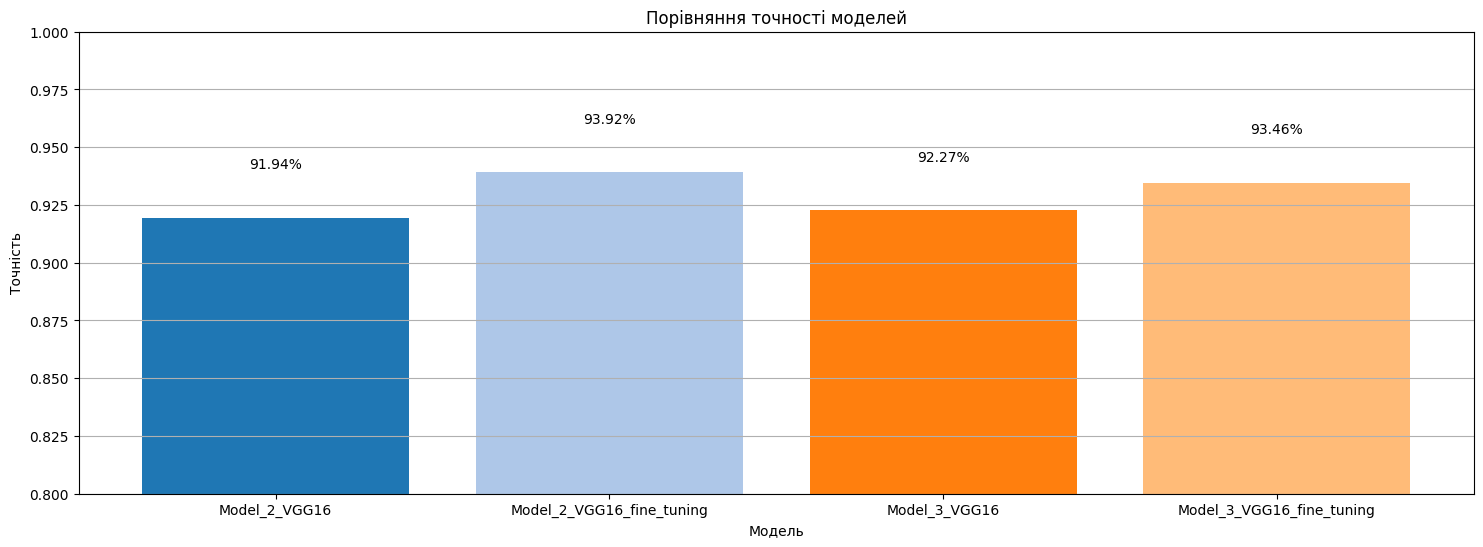 Порівняння точності моделей
1.000
0.975
0.950
0.925
0.900
0.875
0.850
0.825
0.800
Точність
91.94%
93.92%
92.27%
93.46%
Model_2_VGG16
Model_2_VGG16_fine_tuning
Model_3_VGG16
Model_3_VGG16_fine_tuning
Модель